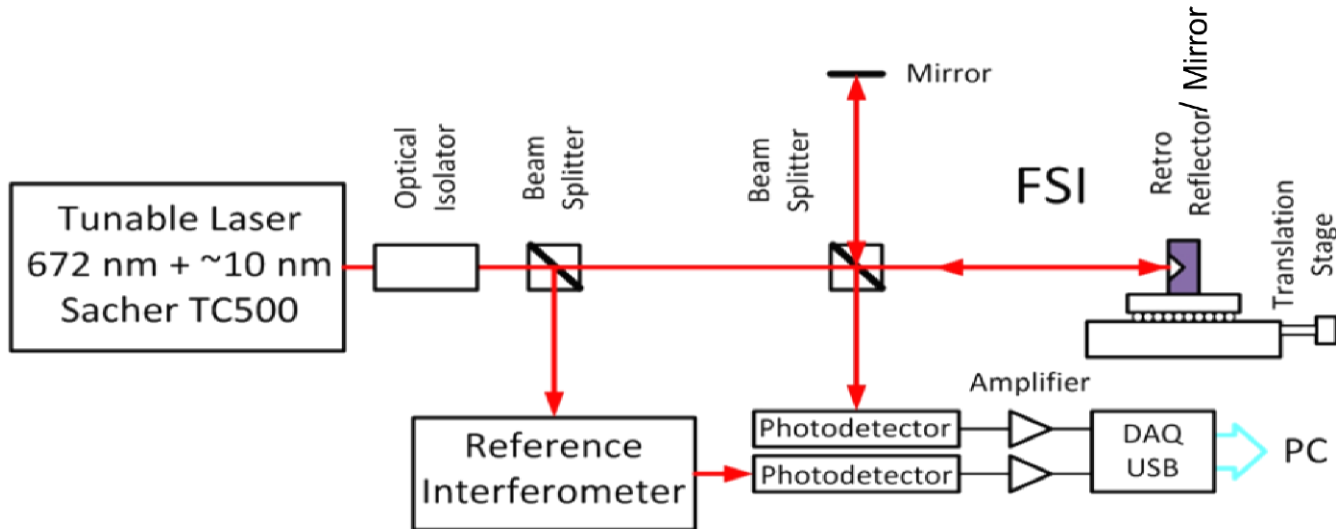 Mirror
Optical
Isolator
Beam
Splitter
Beam
Splitter
FSI
Retro
Reflector/ Mirror
Translation
Stage
Tunable Laser
672 nm + ~10 nm
Sacher TC500
Amplifier
Reference
Interferometer
Photodetector
Photodetector
DAQ
USB
PC